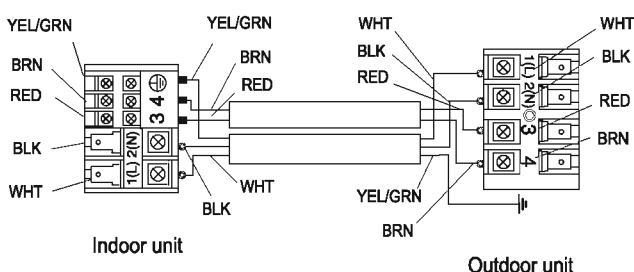 YEL/GRN
YEL/GRN
WHT
WHT
BRN
BRN
BLK
BLK
RED
RED
RED
RED
BLK
WHT
WHT
BLK
YEL/GRN
BRN
BRN
3 4
1(L) 2(N)
1(L) 2(N)
3
4
Indoor unit
Outdoor unit